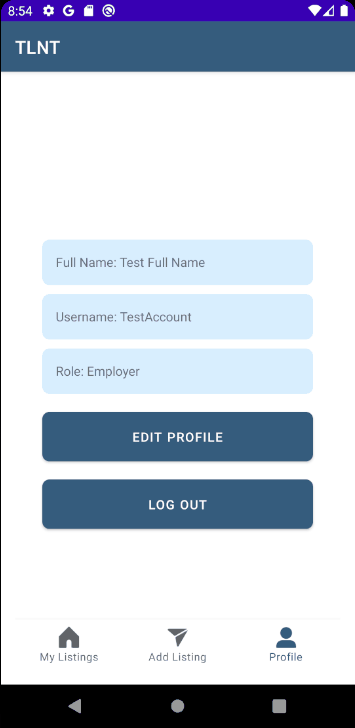 8:54
TLNT
Full Name: Test Full Name
Username: TestAccount
Role: Employer
EDIT PROFILE
LOG OUT
My Listings
Add Listing
Profile